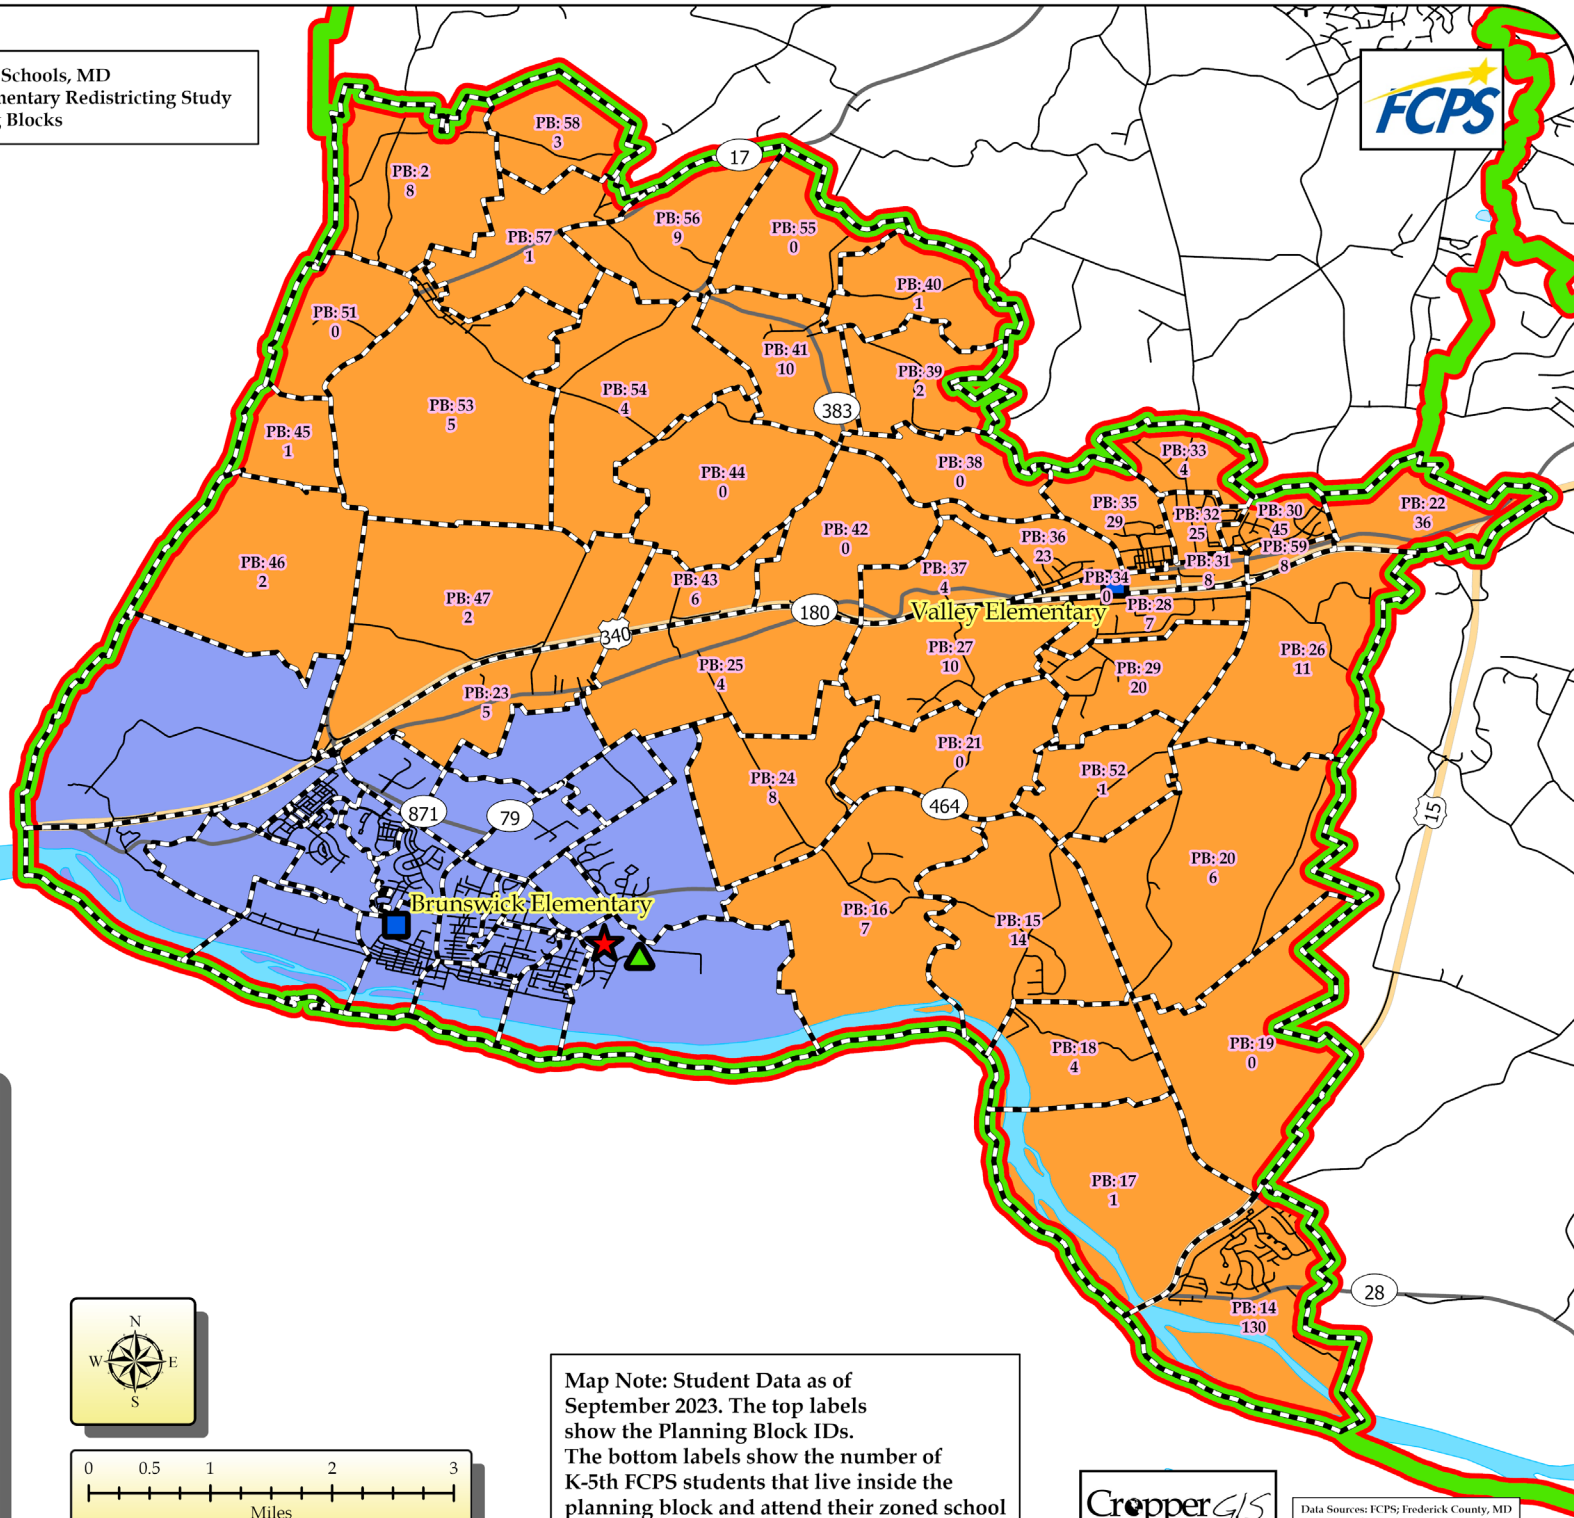 Schools, MD
mentary Redistricting Study
g Blocks
FCPS
17
PB: 58
3
PB: 2
8
PB: 56
9
PB: 55
0
PB: 57
1
PB: 40
1
PB: 51
0
PB: 41
10
PB: 39
2
PB: 54
4
PB: 53
5
383
PB: 45
1
PB: 33
4
PB: 38
0
PB: 44
0
PB: 35
29
PB: 32
25
PB: 30
45
PB: 22
36
PB: 42
0
PB: 36
23
PB: 59
8
PB: 46
2
PB: 31
8
PB: 37
4
PB: 43
6
PB: 34
0
PB: 47
2
PB: 28
7
180
Valley Elementary
340
PB: 27
10
PB: 26
11
PB: 25
4
PB: 29
20
PB: 23
5
PB: 21
0
PB: 52
1
PB: 24
8
464
871
79
15
PB: 20
6
Brunswick Elementary
PB: 16
7
PB: 15
14
PB: 18
4
PB: 19
0
PB: 17
1
28
PB: 14
130
N
W
E
S
0 0.5 1 2 3
Miles
Map Note: Student Data as of
September 2023. The top labels
show the Planning Block IDs.
The bottom labels show the number of
K-5th FCPS students that live inside the
planning block and attend their zoned school
Cropper GIS
Data Sources: FCPS; Frederick County, MD